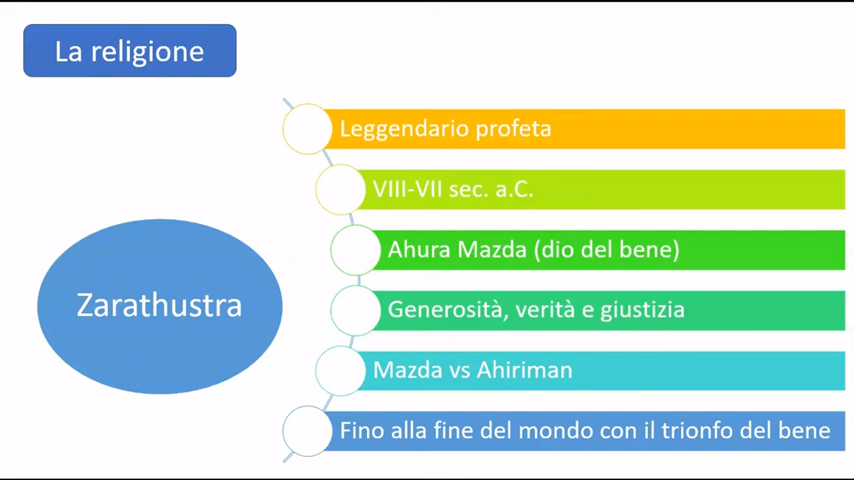 La religione
Leggendario profeta
VIII-VII sec. a.C.
Ahura Mazda (dio del bene)
Zarathustra
Generosità, verità e giustizia
Mazda vs Ahiriman
Fino alla fine del mondo con il trionfo del bene